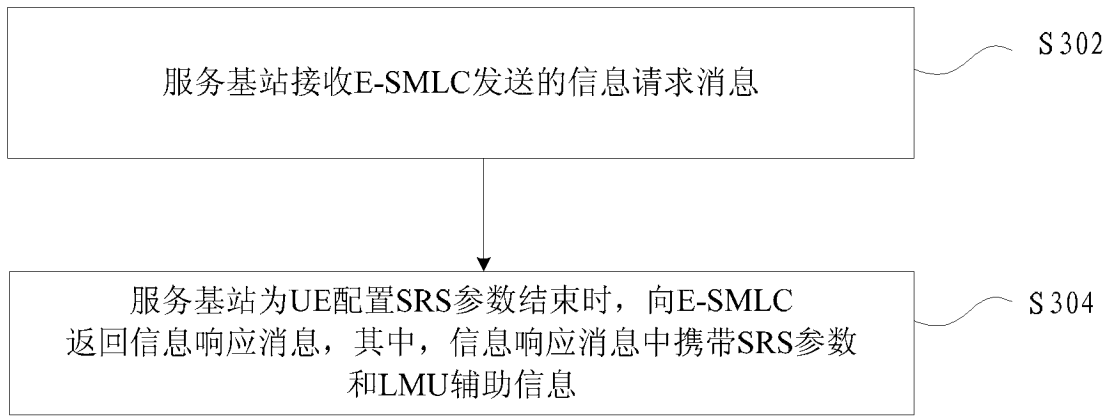 服务基站接收E-SMLC发送的信息请求消息
S302
服务基站为UE配置SRS参数结束时，向E-SMLC
返回信息响应消息，其中，信息响应消息中携带SRS参数
和LMU辅助信息
S304